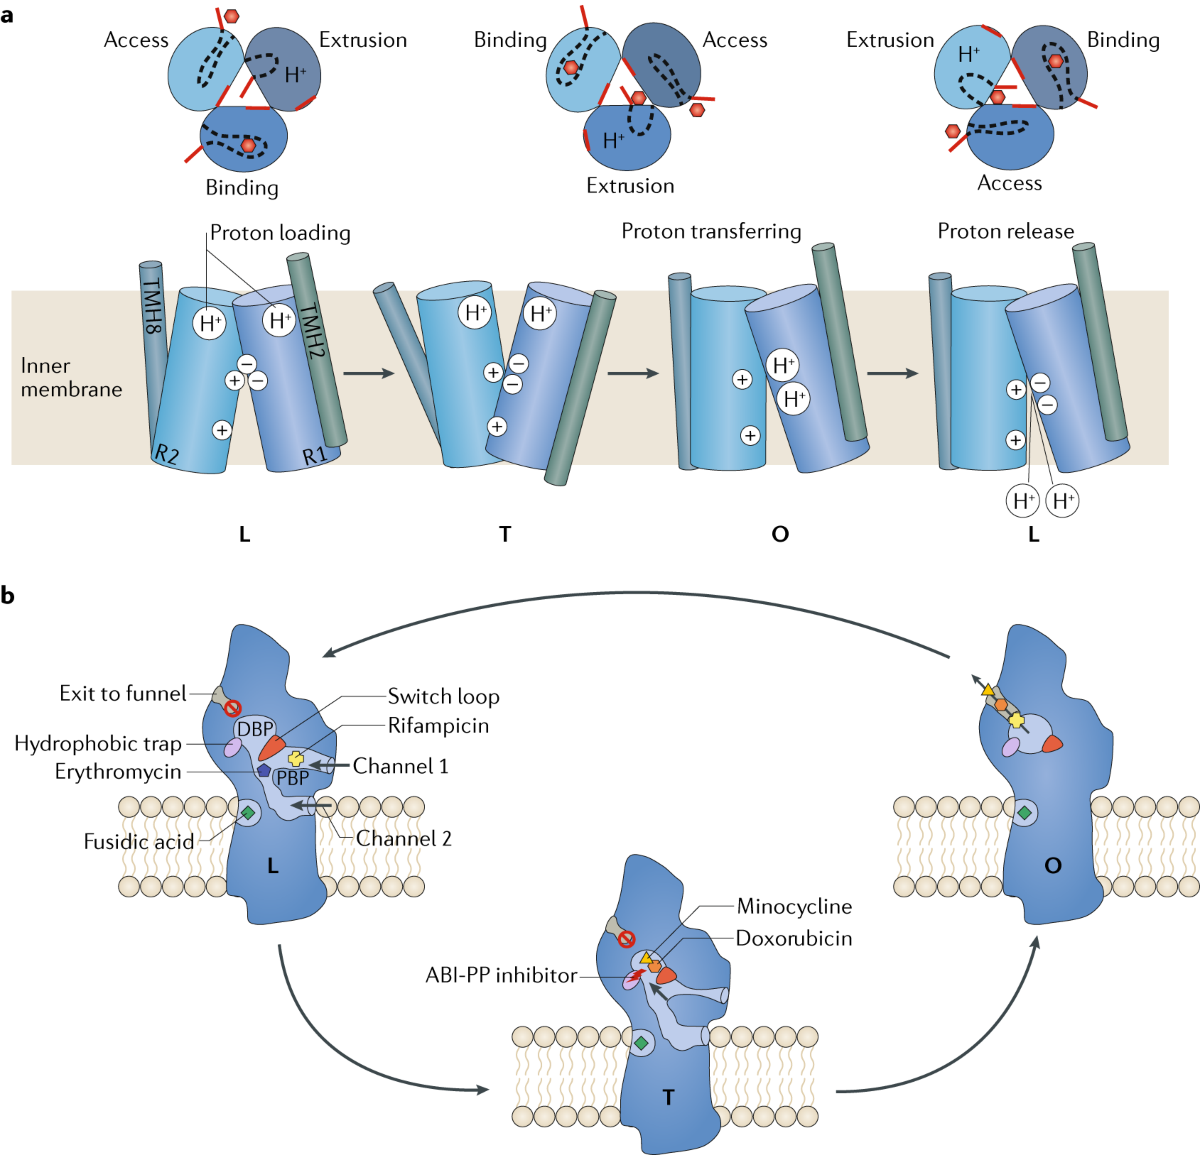 a
Access
Extrusion
H⁺
Binding
Binding
Access
H⁺
Extrusion
Extrusion
Binding
H⁺
Access
Proton loading
Proton transferring
Proton release
TMH8
H⁺
H⁺
TMH2
H⁺
H⁺
Inner
membrane
−
+
−
+
R2
R1
−
+
−
+
H⁺
+
H⁺
+
−
+
−
+
H⁺
H⁺
L
T
O
L
b
Exit to funnel
Switch loop
DBP
Rifampicin
Hydrophobic trap
Erythromycin
PBP
Channel 1
Fusidic acid
Channel 2
L
O
Minocycline
Doxorubicin
ABI-PP inhibitor
T